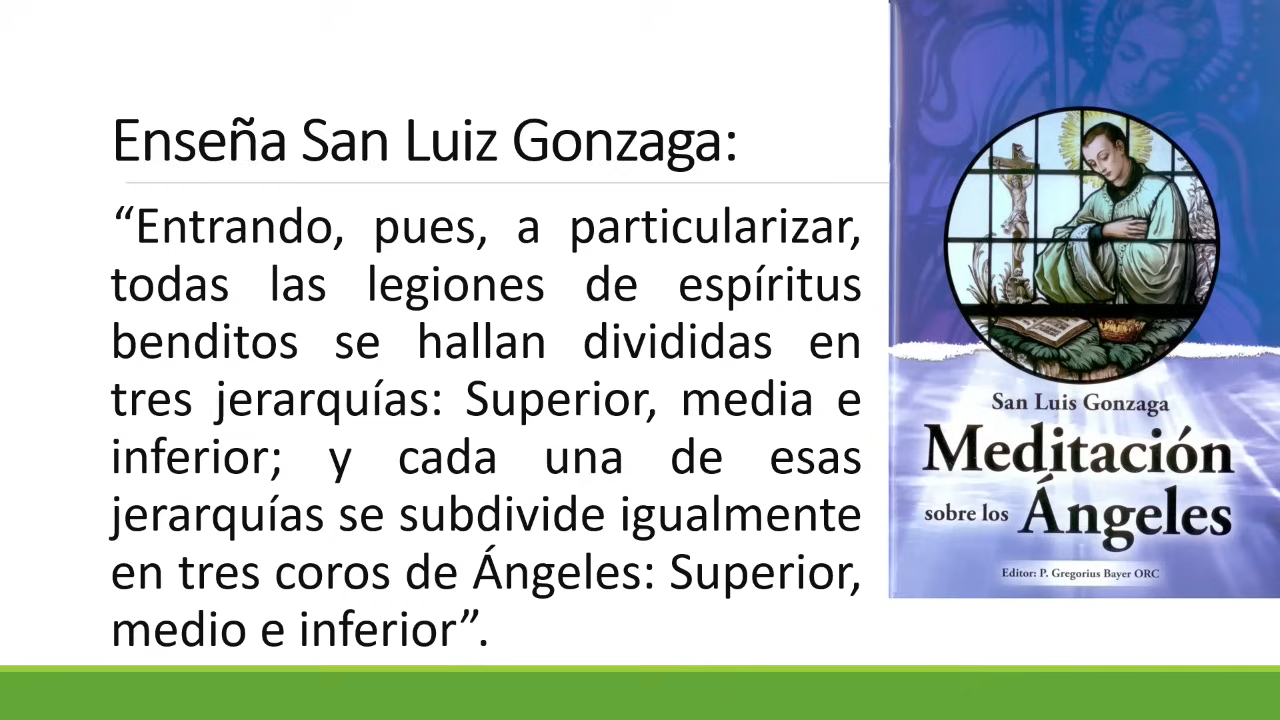 Enseña San Luiz Gonzaga:
“Entrando, pues, a particularizar,
todas las legiones de espíritus
benditos se hallan divididas en
tres jerarquías: Superior, media e
inferior; y cada una de esas
jerarquías se subdivide igualmente
en tres coros de Ángeles: Superior,
medio e inferior”.
San Luis Gonzaga
Meditación
sobre los Ángeles
Editor: P. Gregorius Bayer ORC